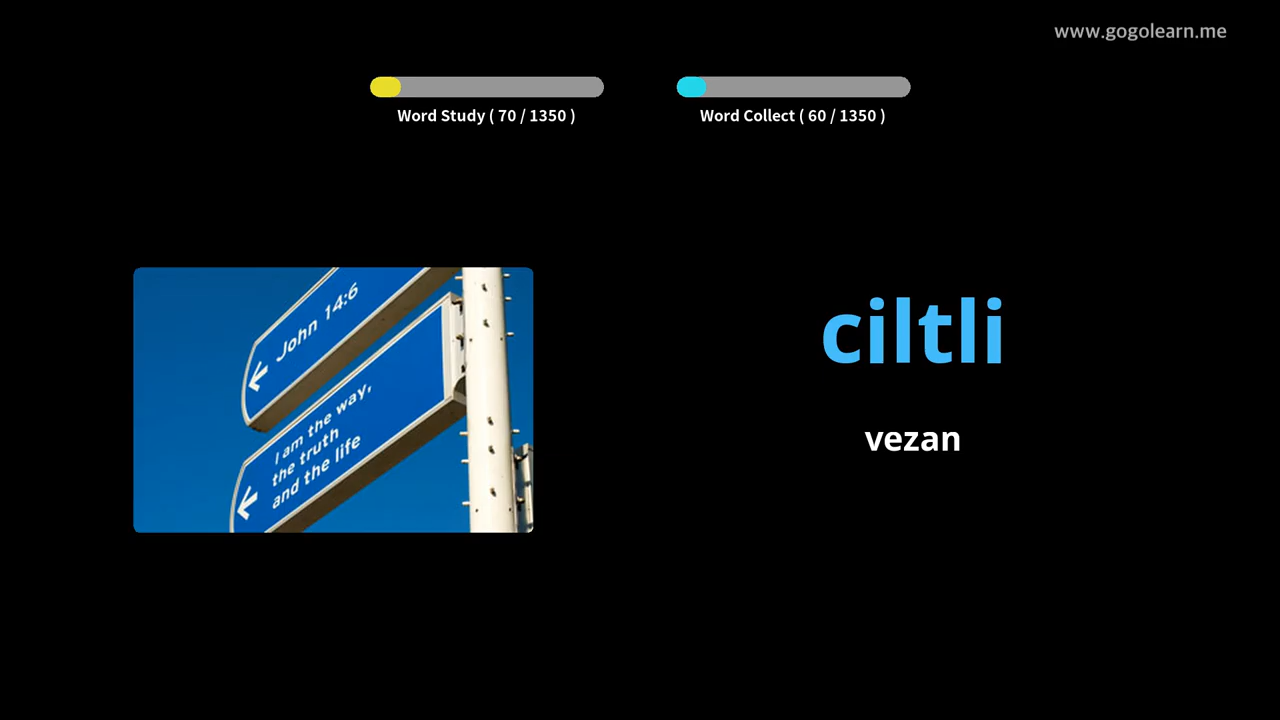 www.gogolearn.me
Word Study ( 70 / 1350 )
Word Collect ( 60 / 1350 )
John 14:6
I am the way,
the truth
and the life
ciltli
vezan